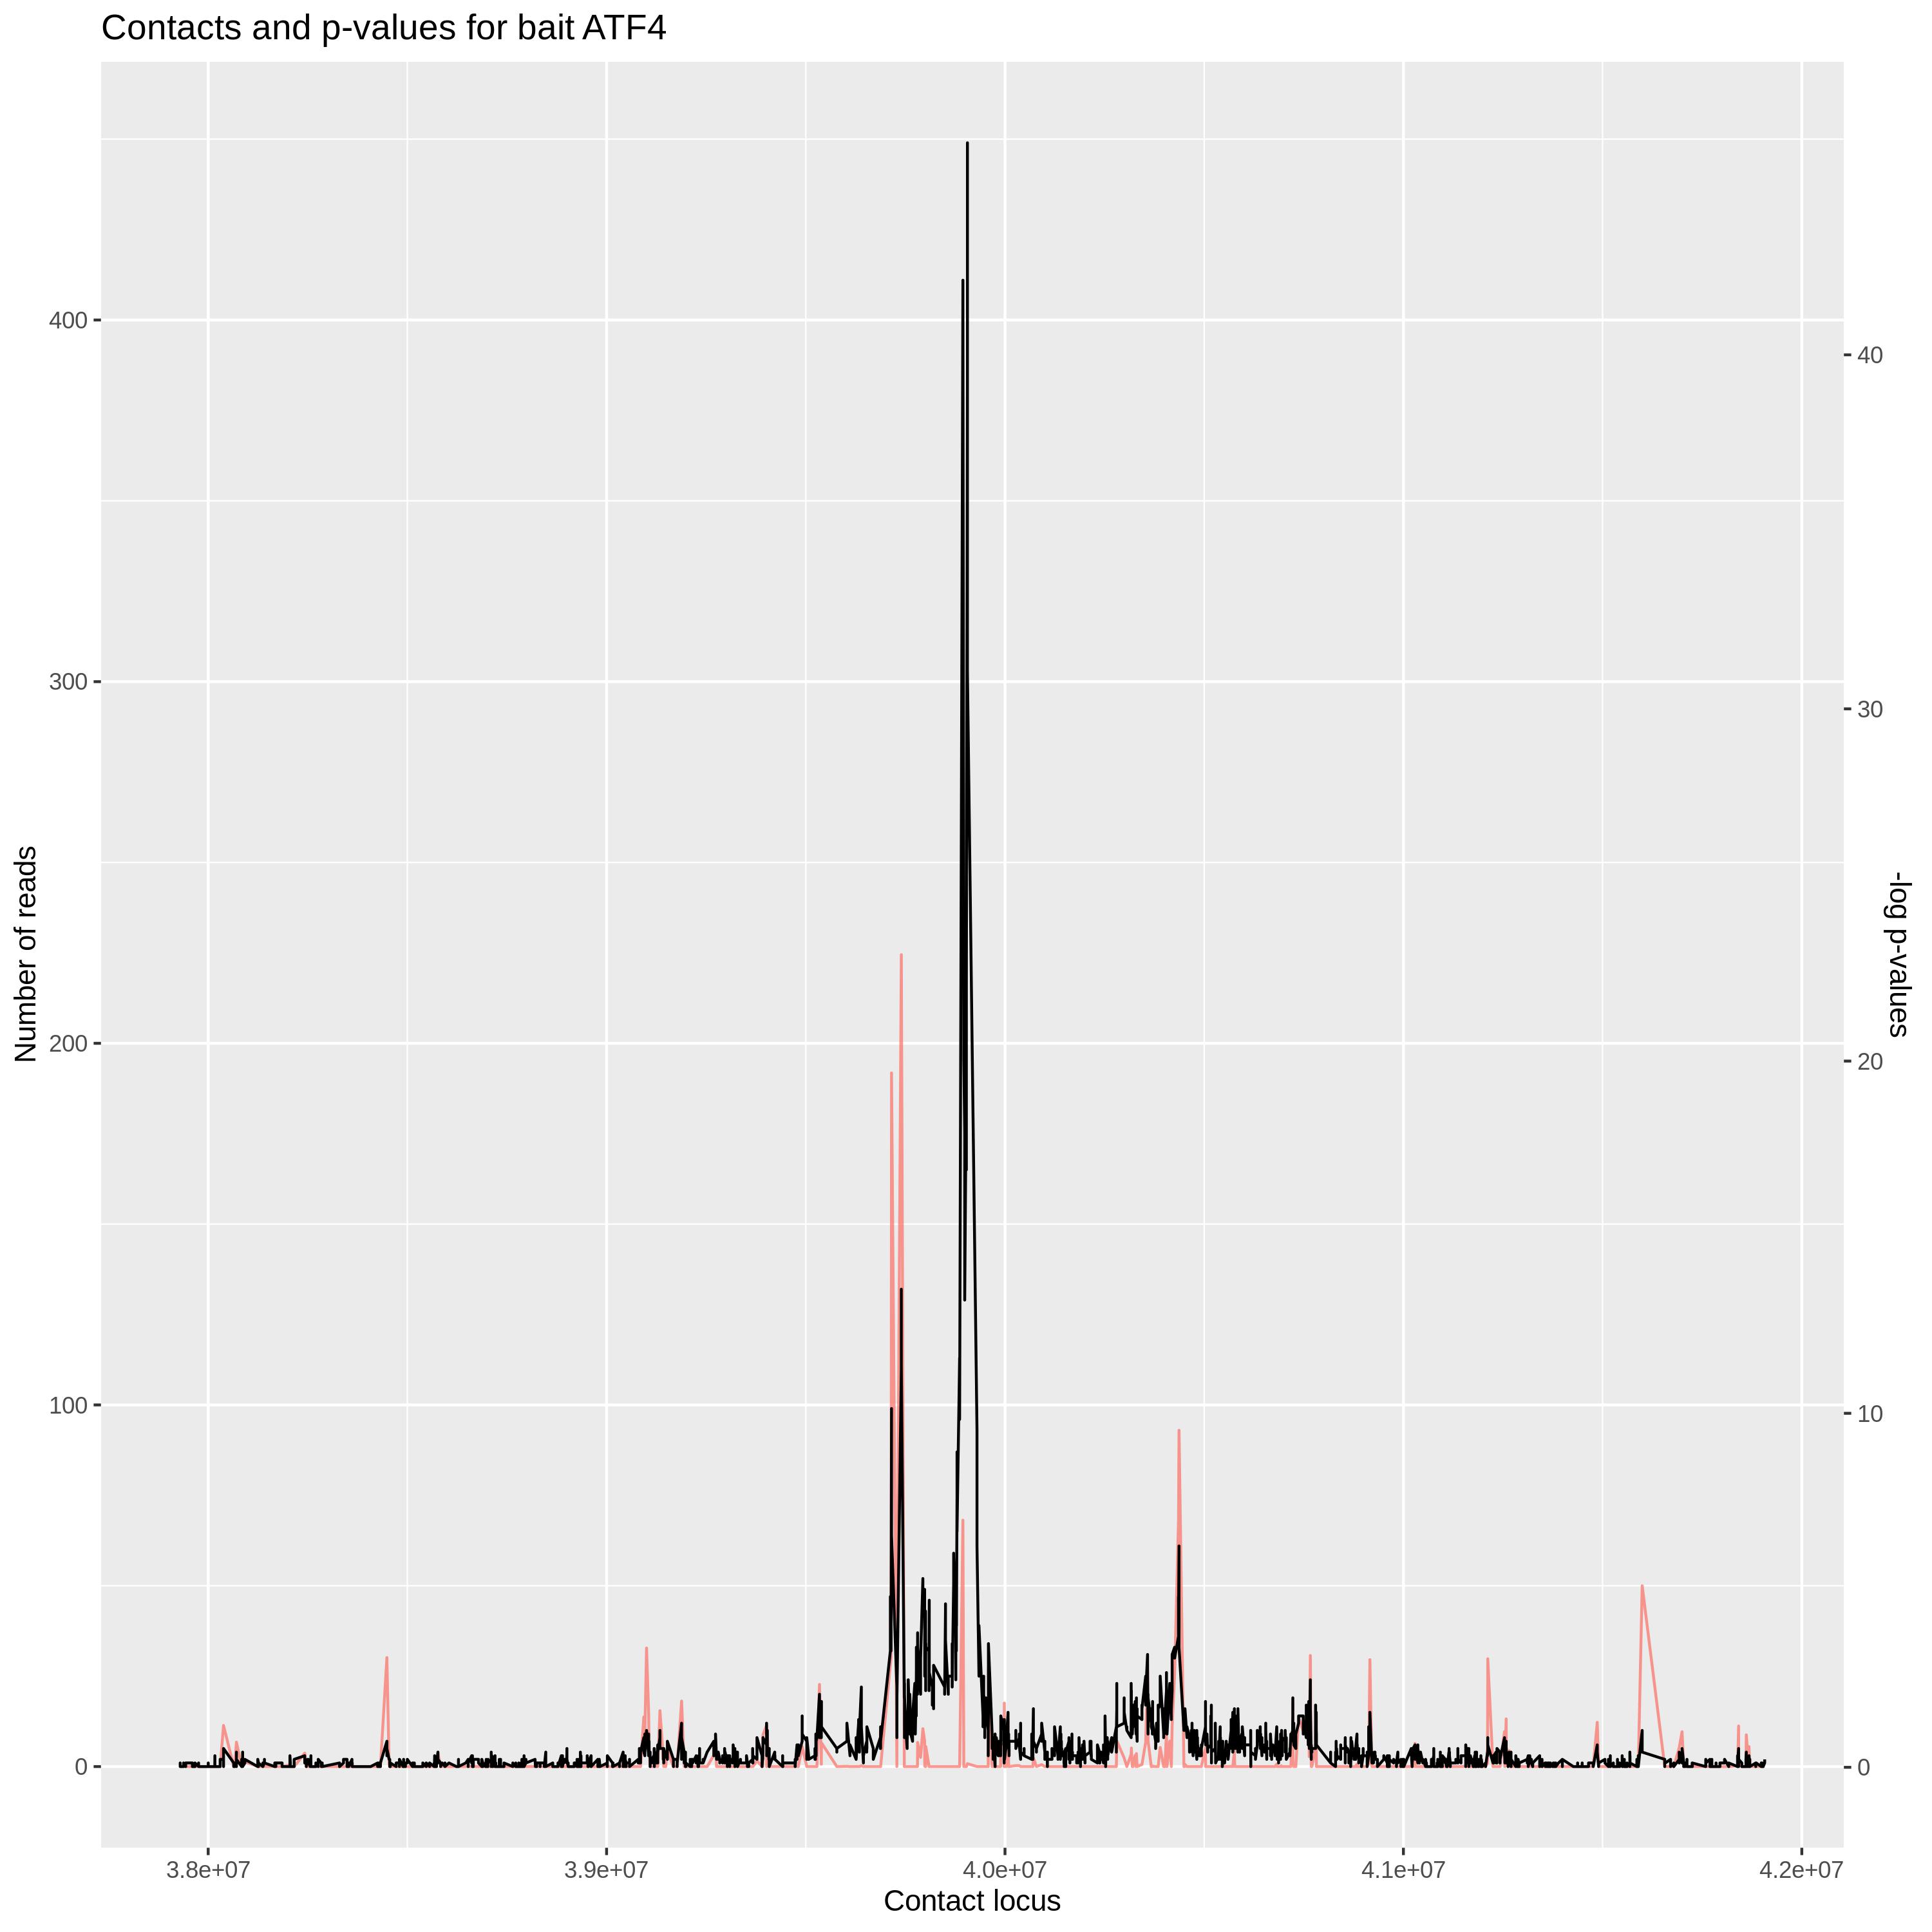 Contacts and p-values for bait ATF4
Number of reads
400
300
200
100
0
40
30
20
10
0
-log p-values
3.8e+07
3.9e+07
4.0e+07
4.1e+07
4.2e+07
Contact locus